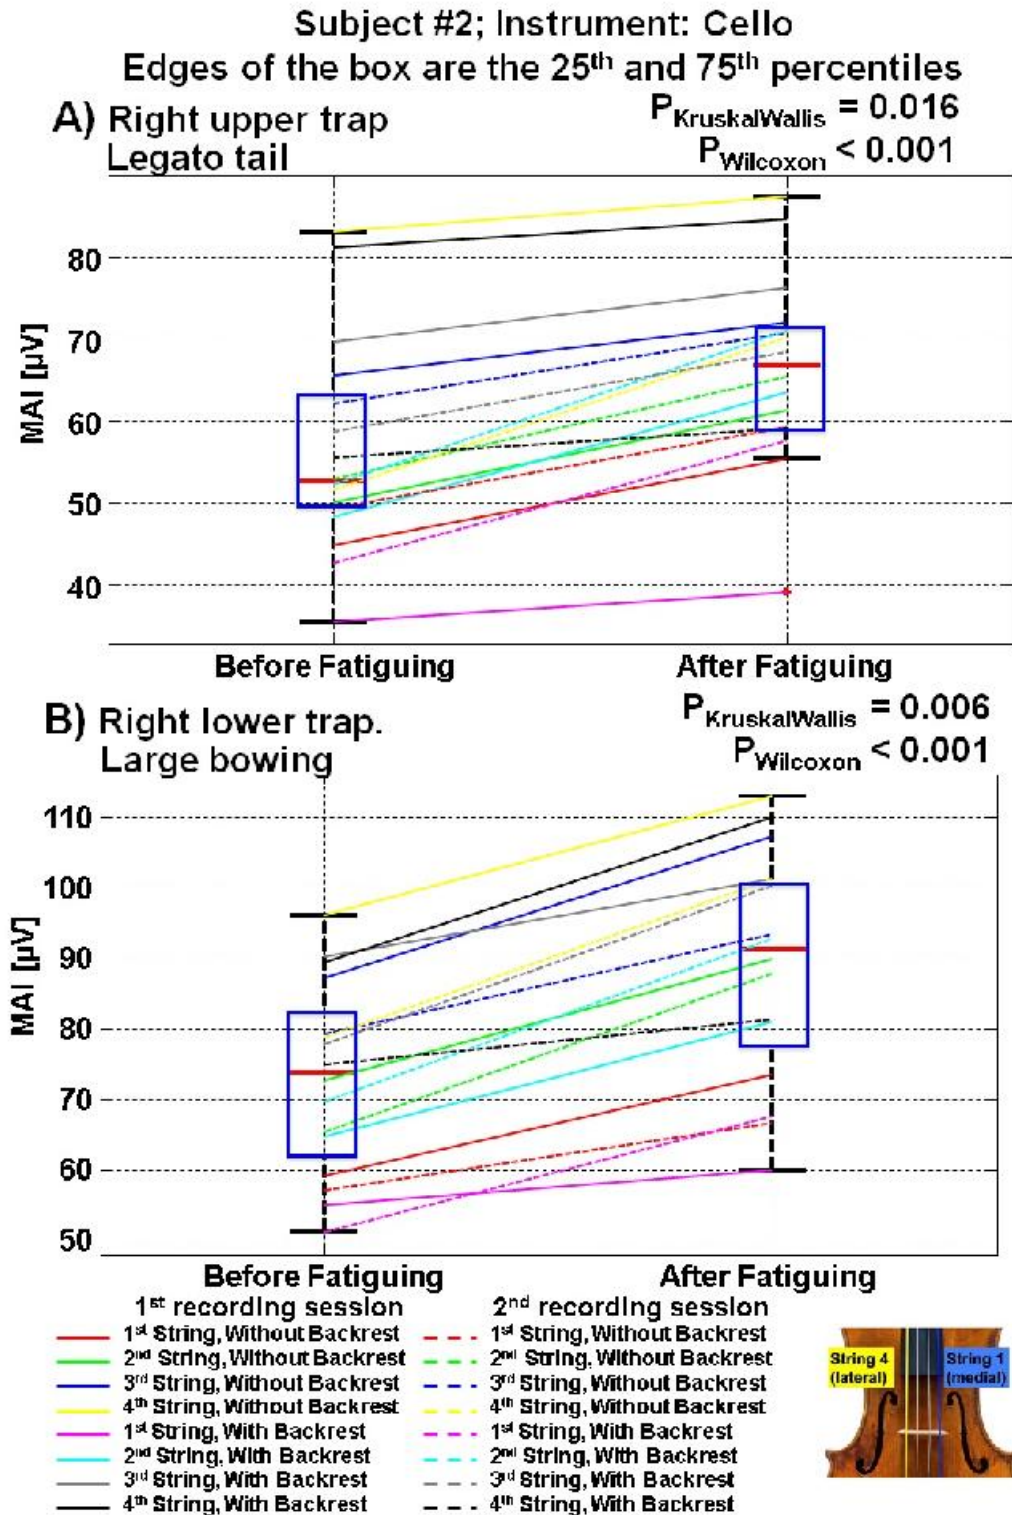 Subject #2; Instrument: Cello
Edges of the box are the 25th and 75th percentiles
A) Right upper trap
Legato tail
PKruskalWallis = 0.016
PWilcoxon < 0.001
MAI [µV]
80
70
60
50
40
Before Fatiguing
After Fatiguing
B) Right lower trap.
Large bowing
PKruskalWallis = 0.006
PWilcoxon < 0.001
MAI [µV]
110
100
90
80
70
60
50
Before Fatiguing
After Fatiguing
1st recording session
1st String, Without Backrest
2nd String, Without Backrest
3rd String, Without Backrest
4th String, Without Backrest
1st String, With Backrest
2nd String, With Backrest
3rd String, With Backrest
4th String, With Backrest
2nd recording session
1st String, Without Backrest
2nd String, Without Backrest
3rd String, Without Backrest
4th String, Without Backrest
1st String, With Backrest
2nd String, With Backrest
3rd String, With Backrest
4th String, With Backrest
String 4
(lateral)
String 1
(medial)